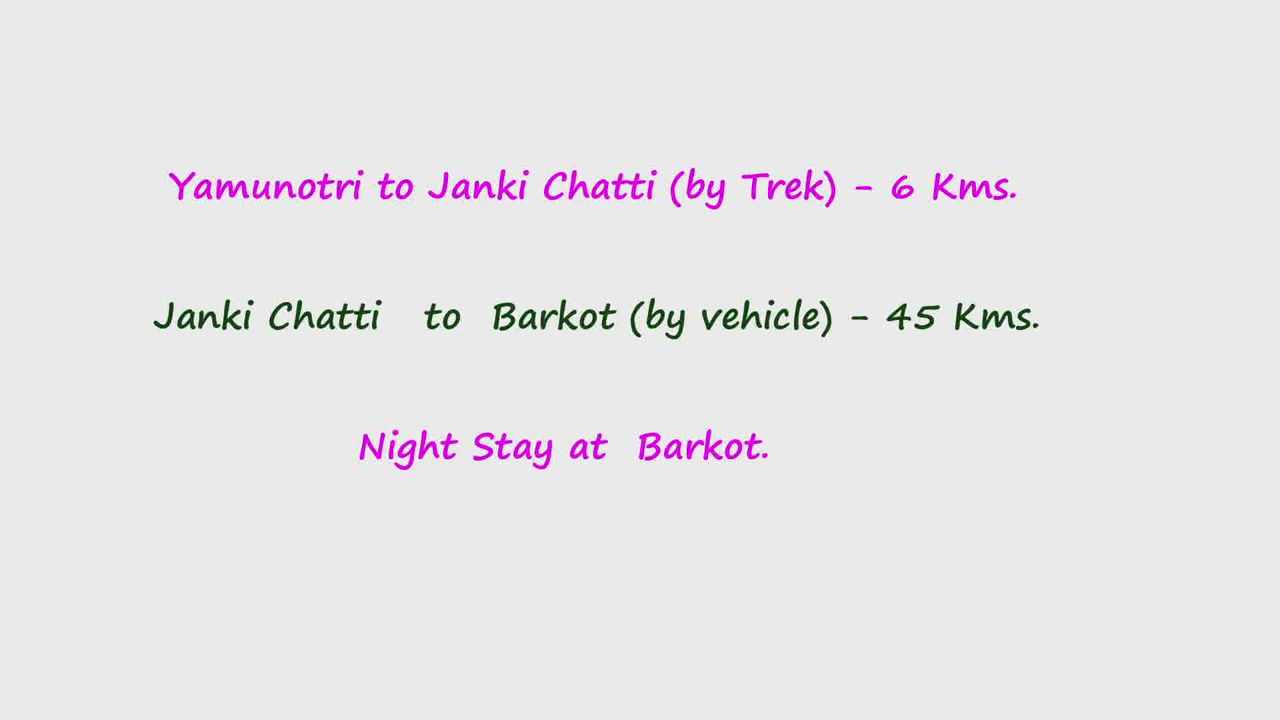 Yamunotri to Janki Chatti (by Trek) - 6 Kms.
Janki Chatti to Barkot (by vehicle) - 45 Kms.
Night Stay at Barkot.